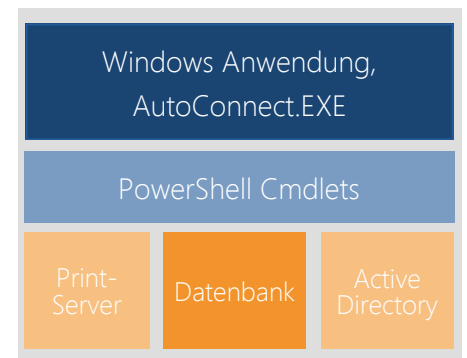 Windows Anwendung,
AutoConnect.EXE
PowerShell Cmdlets
Print-
Server
Datenbank
Active
Directory